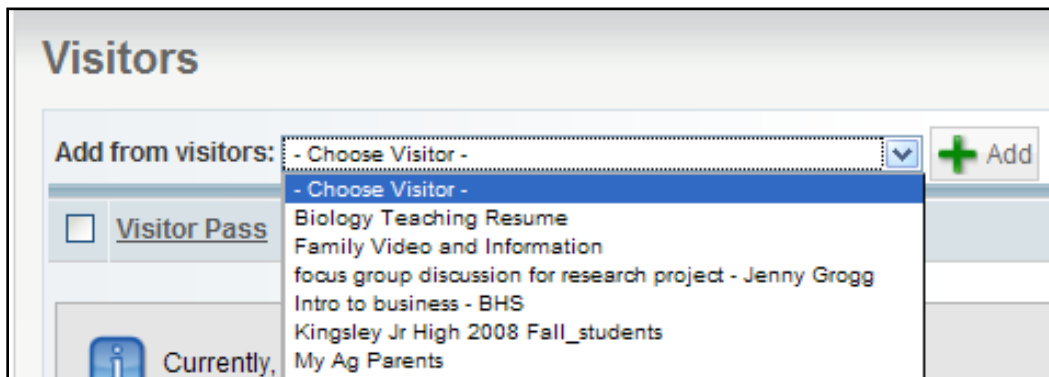 Visitors
Add from visitors: - Choose Visitor - Add
- Choose Visitor -
Visitor Pass
Biology Teaching Resume
Family Video and Information
focus group discussion for research project - Jenny Grogg
Intro to business - BHS
Kingsley Jr High 2008 Fall_students
Currently,
My Ag Parents